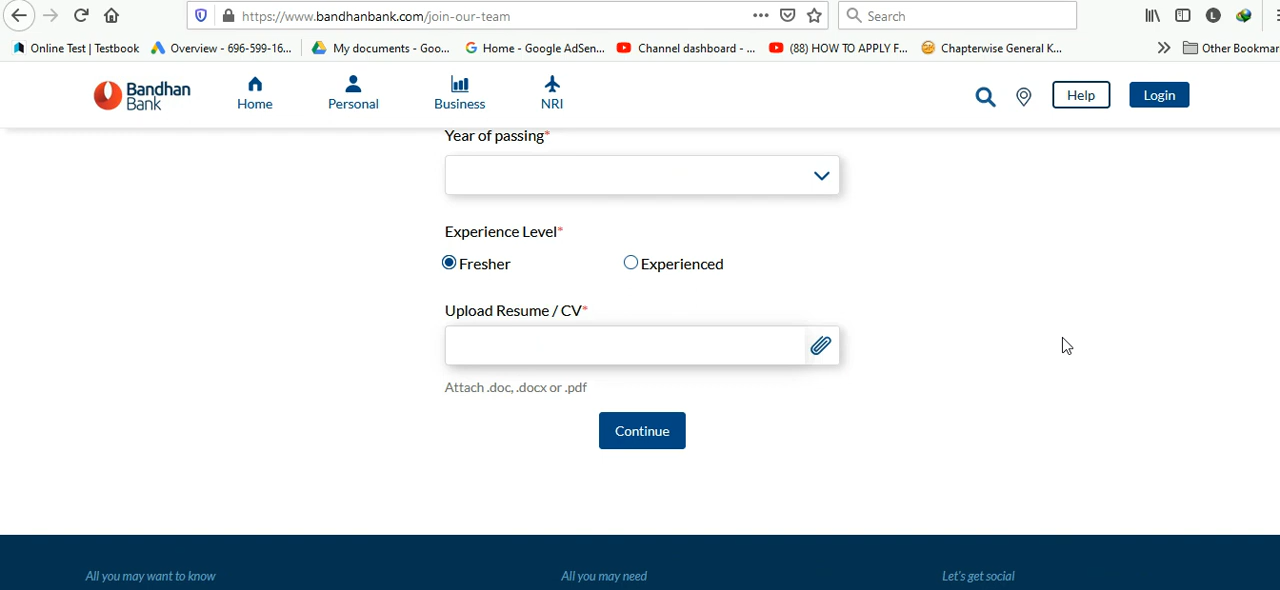 https://www.bandhanbank.com/join-our-team
Search
Online Test | Testbook
Overview - 696-599-16...
My documents - Goo...
Home - Google AdSen...
Channel dashboard - ...
(88) HOW TO APPLY F...
Chapterwise General K...
Other Bookmar
Bandhan
Bank
Home
Personal
Business
NRI
Help
Login
Year of passing*
Experience Level*
Fresher
Experienced
Upload Resume / CV*
Attach .doc, .docx or .pdf
Continue
All you may want to know
All you may need
Let's get social